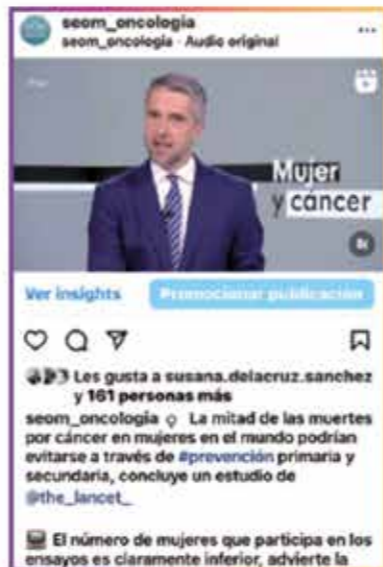 seom_oncologia
seom_oncologia · Audio original
Mujer
y cáncer
Ver insights
Promocionar publicación
Les gusta a susana.delacruz.sanchez
y 161 personas más
seom_oncologia La mitad de las muertes
por cáncer en mujeres en el mundo podrían
evitarse a través de #prevención primaria y
secundaria, concluye un estudio de
@the_lancet_
El número de mujeres que participa en los
ensayos es claramente inferior, advierte la